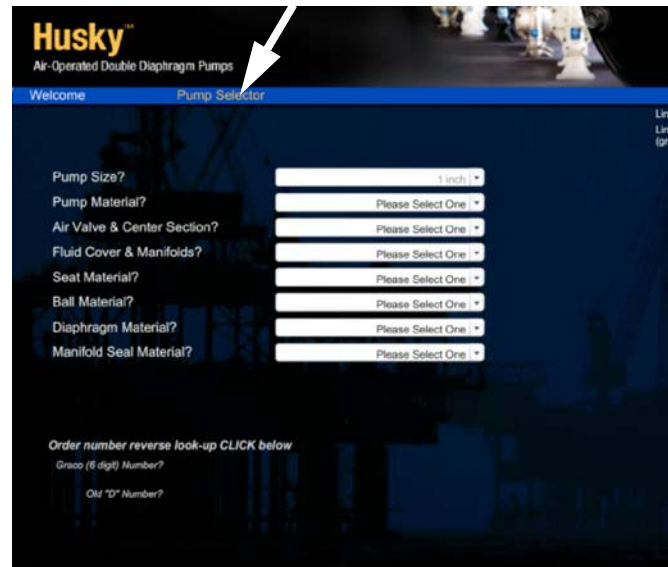 Husky™
Air-Operated Double Diaphragm Pumps
Welcome Pump Selector
Pump Size? 1 inch
Pump Material? Please Select One
Air Valve & Center Section? Please Select One
Fluid Cover & Manifolds? Please Select One
Seat Material? Please Select One
Ball Material? Please Select One
Diaphragm Material? Please Select One
Manifold Seal Material? Please Select One
Order number reverse look-up CLICK below
Graco (6 digit) Number?
Old "D" Number?